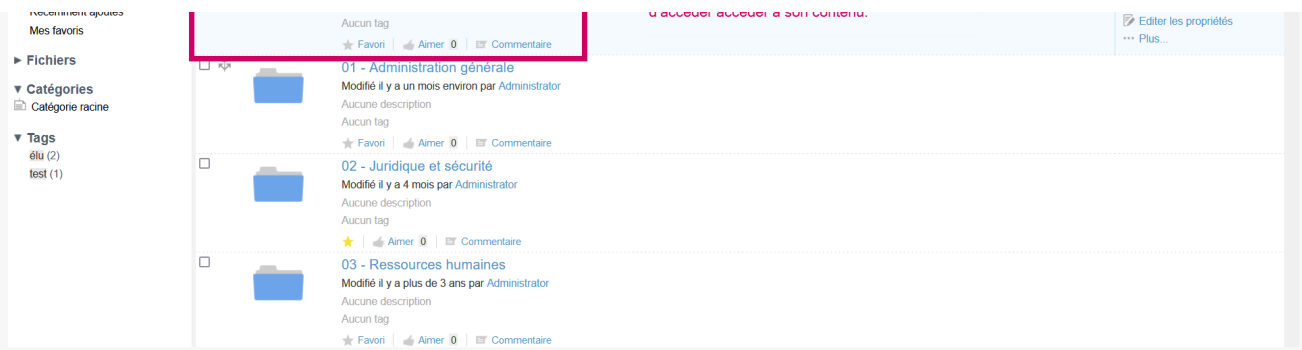 Récemment ajoutés
Mes favoris
► Fichiers
▼ Catégories
Catégorie racine
▼ Tags
élu (2)
test (1)
Aucun tag
Favori Aimer 0 Commentaire
d'accéder accéder à son contenu.
Editer les propriétés
Plus...
01 - Administration générale
Modifié il y a un mois environ par Administrator
Aucune description
Aucun tag
Favori Aimer 0 Commentaire
02 - Juridique et sécurité
Modifié il y a 4 mois par Administrator
Aucune description
Aucun tag
Aimer 0 Commentaire
03 - Ressources humaines
Modifié il y a plus de 3 ans par Administrator
Aucune description
Aucun tag
Favori Aimer 0 Commentaire